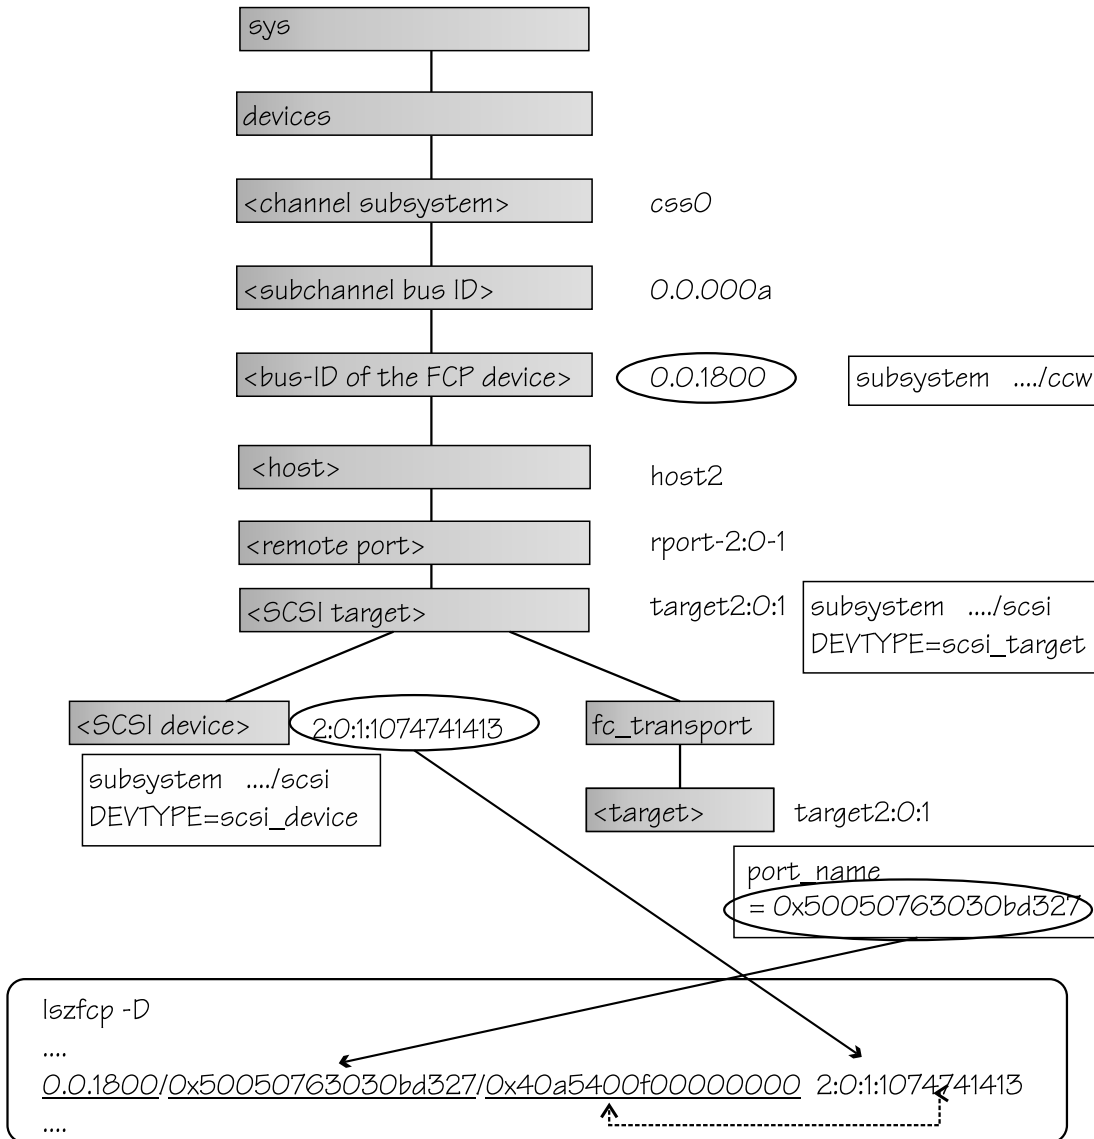 sys
devices
<channel subsystem> css0
<subchannel bus ID> 0.0.000a
<bus-ID of the FCP device> 0.0.1800 subsystem ..../ccw
<host> host2
<remote port> rport-2:0-1
<SCSI target> target2:0:1 subsystem ..../scsi
DEVTYPE=scsi_target
<SCSI device> 2:0:1:1074741413 fc_transport
subsystem ..../scsi
DEVTYPE=scsi_device
<target> target2:0:1
port_name
= 0x50050763030bd327
lszfcp -D
....
0.0.1800/0x50050763030bd327/0x40a5400f00000000 2:0:1:1074741413
....